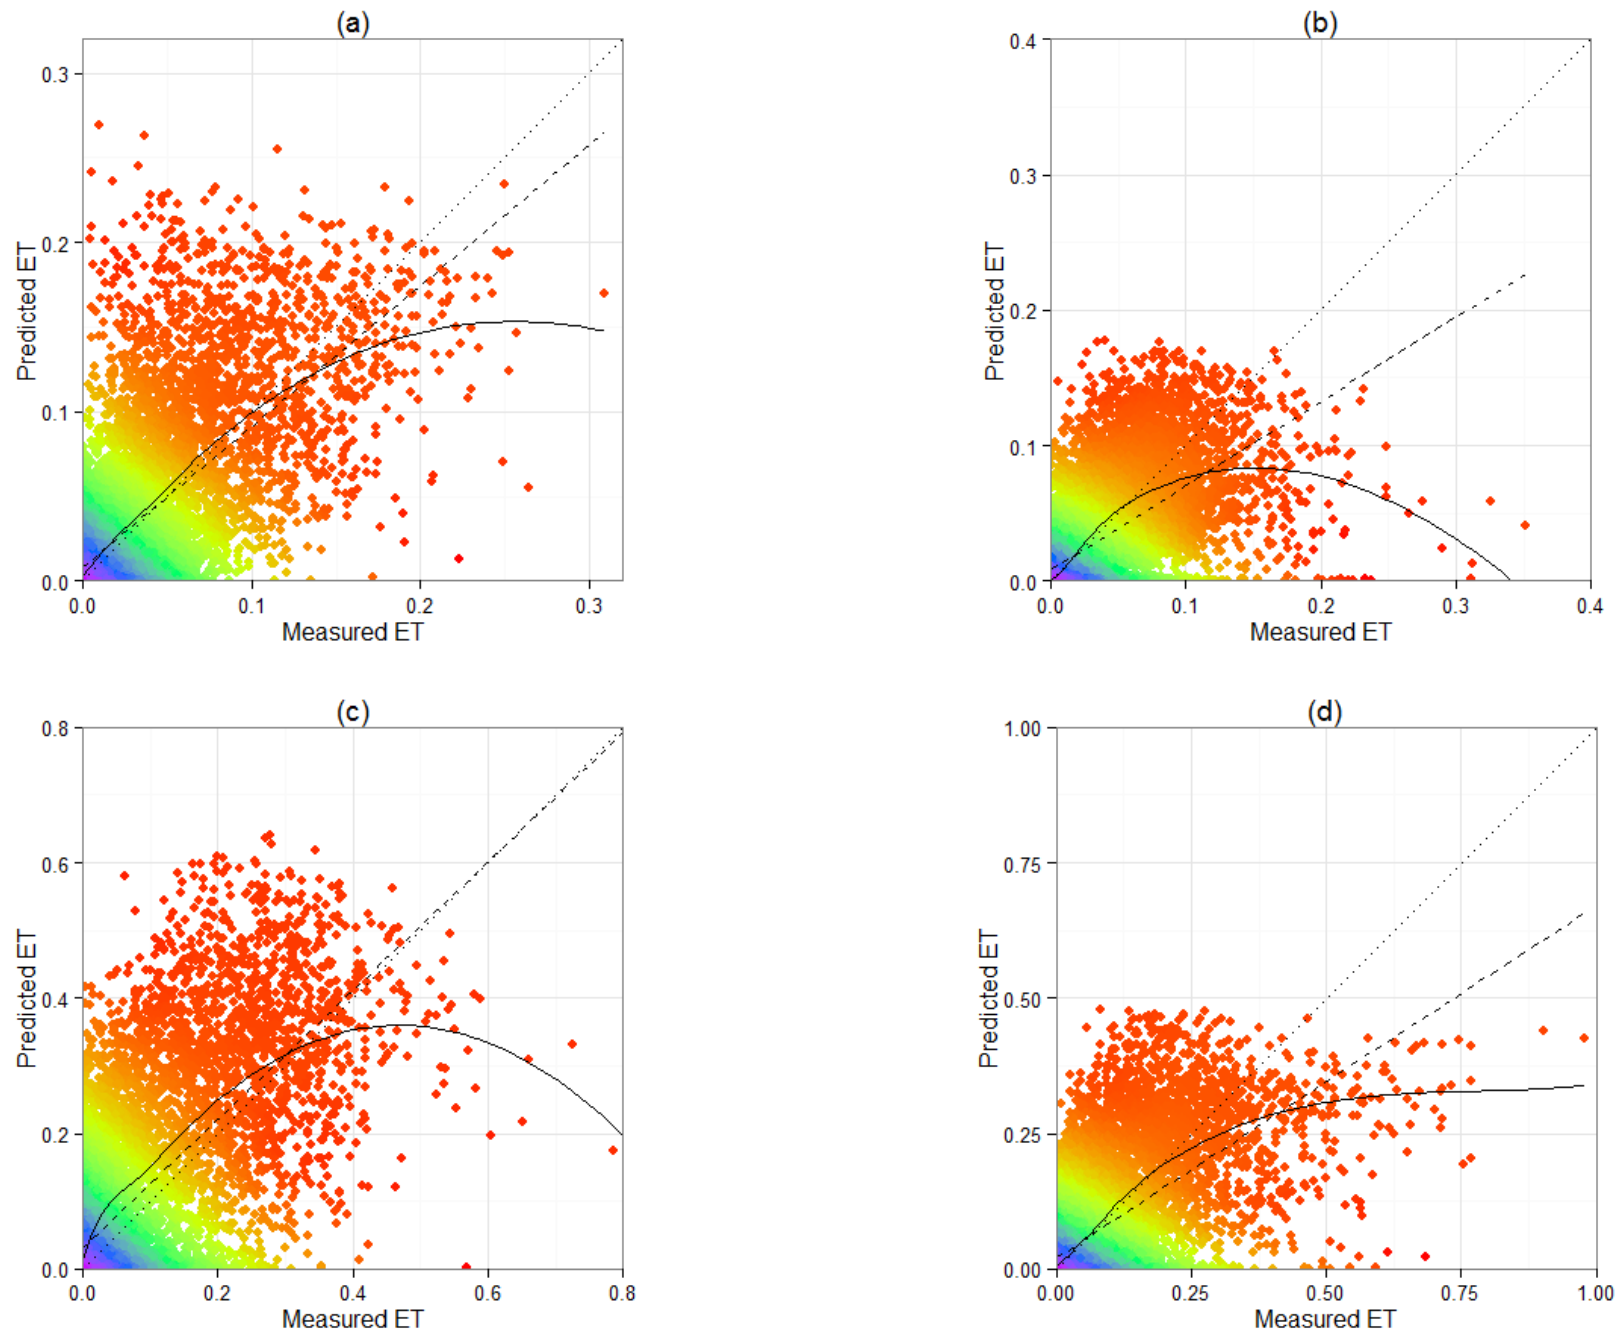 (a)
0.3
0.2
0.1
0.0
Predicted ET
0.0 0.1 0.2 0.3
Measured ET
(b)
0.4
0.3
0.2
0.1
0.0
Predicted ET
0.0 0.1 0.2 0.3 0.4
Measured ET
(c)
0.8
0.6
0.4
0.2
0.0
Predicted ET
0.0 0.2 0.4 0.6 0.8
Measured ET
(d)
1.00
0.75
0.50
0.25
0.00
Predicted ET
0.00 0.25 0.50 0.75 1.00
Measured ET